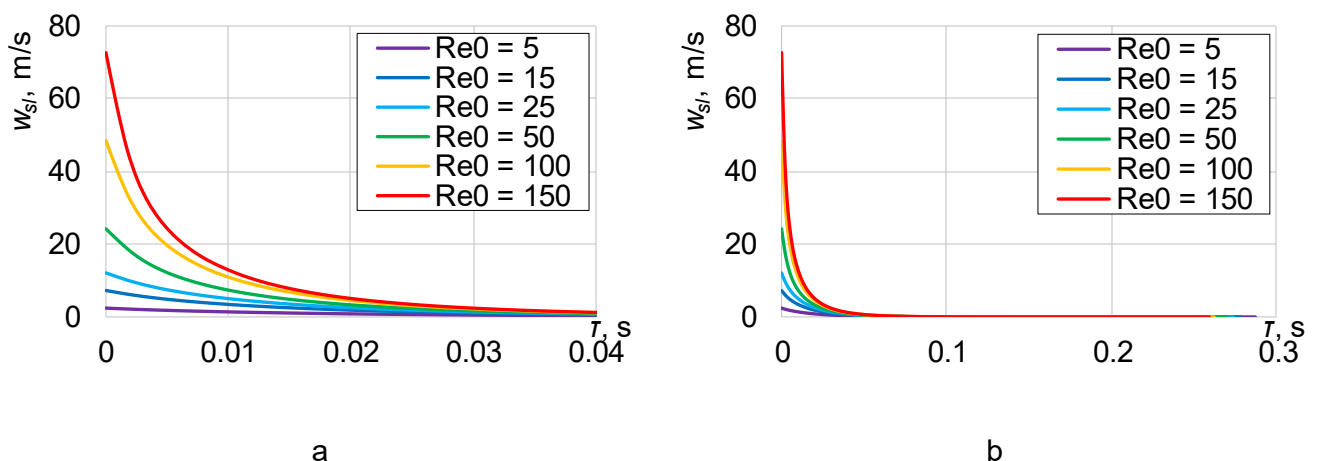 80
60
40
20
0
w_sl, m/s
Re0 = 5
Re0 = 15
Re0 = 25
Re0 = 50
Re0 = 100
Re0 = 150
τ, s
0 0.01 0.02 0.03 0.04
a
80
60
40
20
0
w_sl, m/s
Re0 = 5
Re0 = 15
Re0 = 25
Re0 = 50
Re0 = 100
Re0 = 150
τ, s
0 0.1 0.2 0.3
b